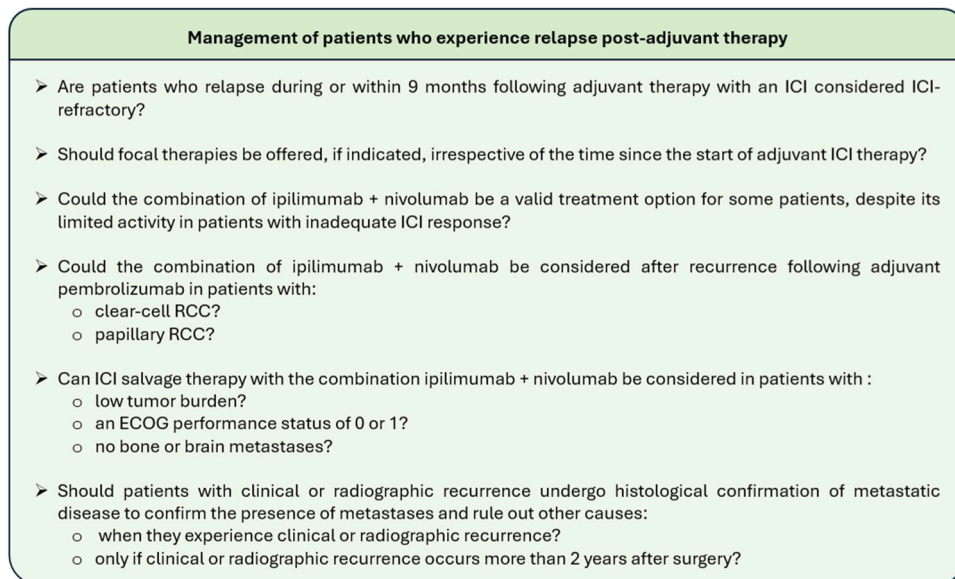 Management of patients who experience relapse post-adjuvant therapy
➢ Are patients who relapse during or within 9 months following adjuvant therapy with an ICI considered ICI-
refractory?
➢ Should focal therapies be offered, if indicated, irrespective of the time since the start of adjuvant ICI therapy?
➢ Could the combination of ipilimumab + nivolumab be a valid treatment option for some patients, despite its
limited activity in patients with inadequate ICI response?
➢ Could the combination of ipilimumab + nivolumab be considered after recurrence following adjuvant
pembrolizumab in patients with:
o clear-cell RCC?
o papillary RCC?
➢ Can ICI salvage therapy with the combination ipilimumab + nivolumab be considered in patients with :
o low tumor burden?
o an ECOG performance status of 0 or 1?
o no bone or brain metastases?
➢ Should patients with clinical or radiographic recurrence undergo histological confirmation of metastatic
disease to confirm the presence of metastases and rule out other causes:
o when they experience clinical or radiographic recurrence?
o only if clinical or radiographic recurrence occurs more than 2 years after surgery?